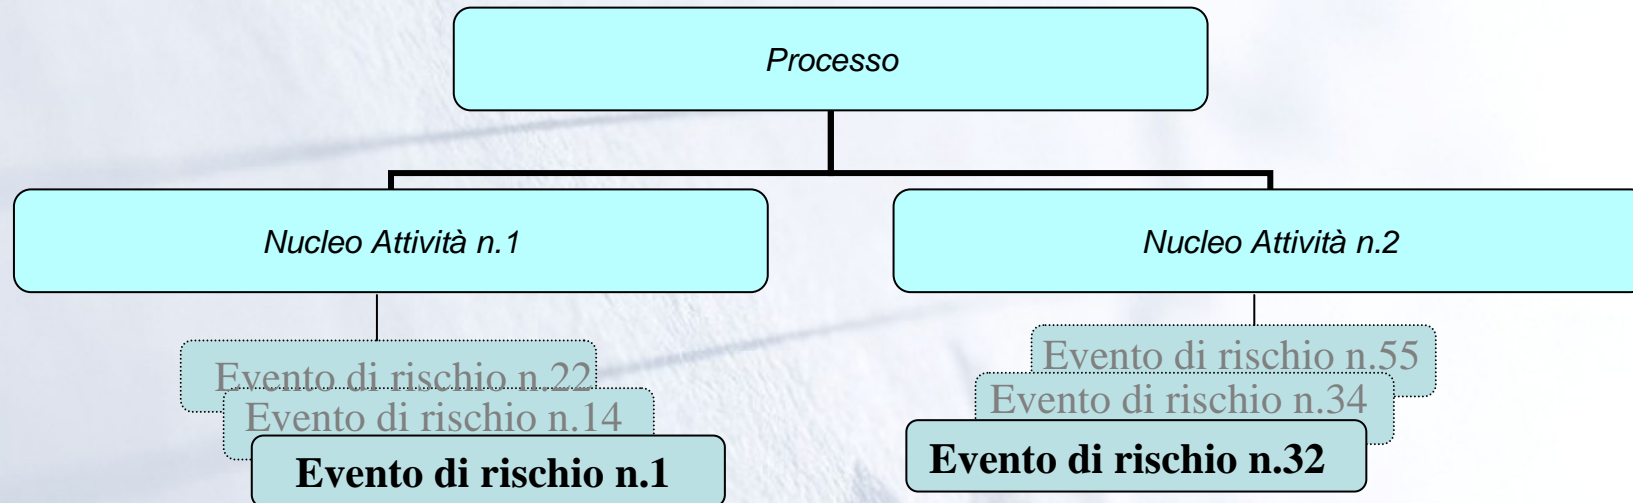 Processo
Nucleo Attività n.1
Nucleo Attività n.2
Evento di rischio n.22
Evento di rischio n.14
Evento di rischio n.1
Evento di rischio n.55
Evento di rischio n.34
Evento di rischio n.32